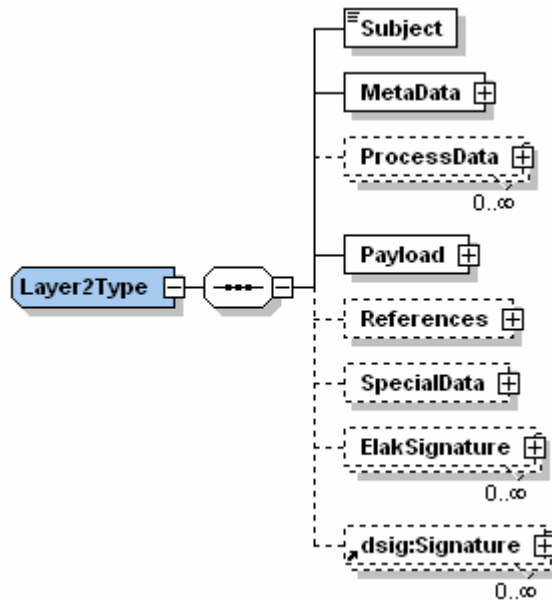 Subject
MetaData
ProcessData
0..∞
Payload
Layer2Type
References
SpecialData
ElakSignature
0..∞
dsig:Signature
0..∞